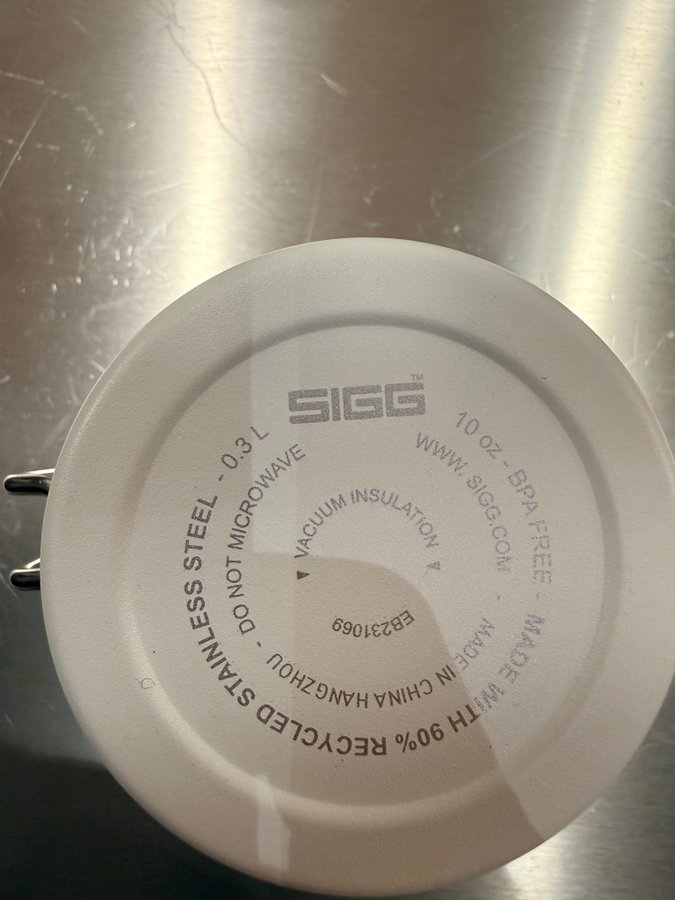 SIGG™
10 oz - BPA FREE - MADE WITH 90% RECYCLED STAINLESS STEEL - 0.3 L
WWW.SIGG.COM - MADE IN CHINA HANGZHOU - DO NOT MICROWAVE
VACUUM INSULATION
EB231069